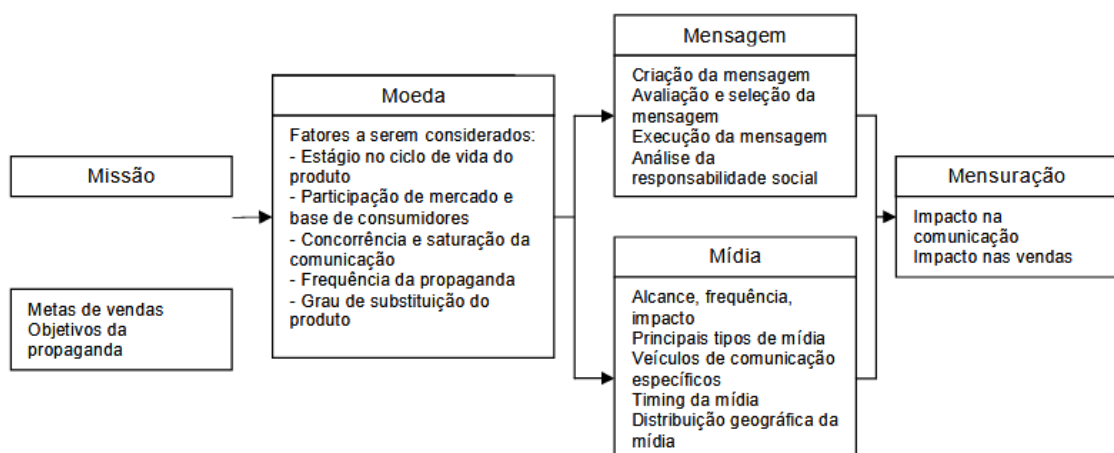 Missão
Metas de vendas
Objetivos da
propaganda
Moeda
Fatores a serem considerados:
- Estágio no ciclo de vida do
produto
- Participação de mercado e
base de consumidores
- Concorrência e saturação da
comunicação
- Frequência da propaganda
- Grau de substituição do
produto
Mensagem
Criação da mensagem
Avaliação e seleção da
mensagem
Execução da mensagem
Análise da
responsabilidade social
Mídia
Alcance, frequência,
impacto
Principais tipos de mídia
Veículos de comunicação
específicos
Timing da mídia
Distribuição geográfica da
mídia
Mensuração
Impacto na
comunicação
Impacto nas vendas